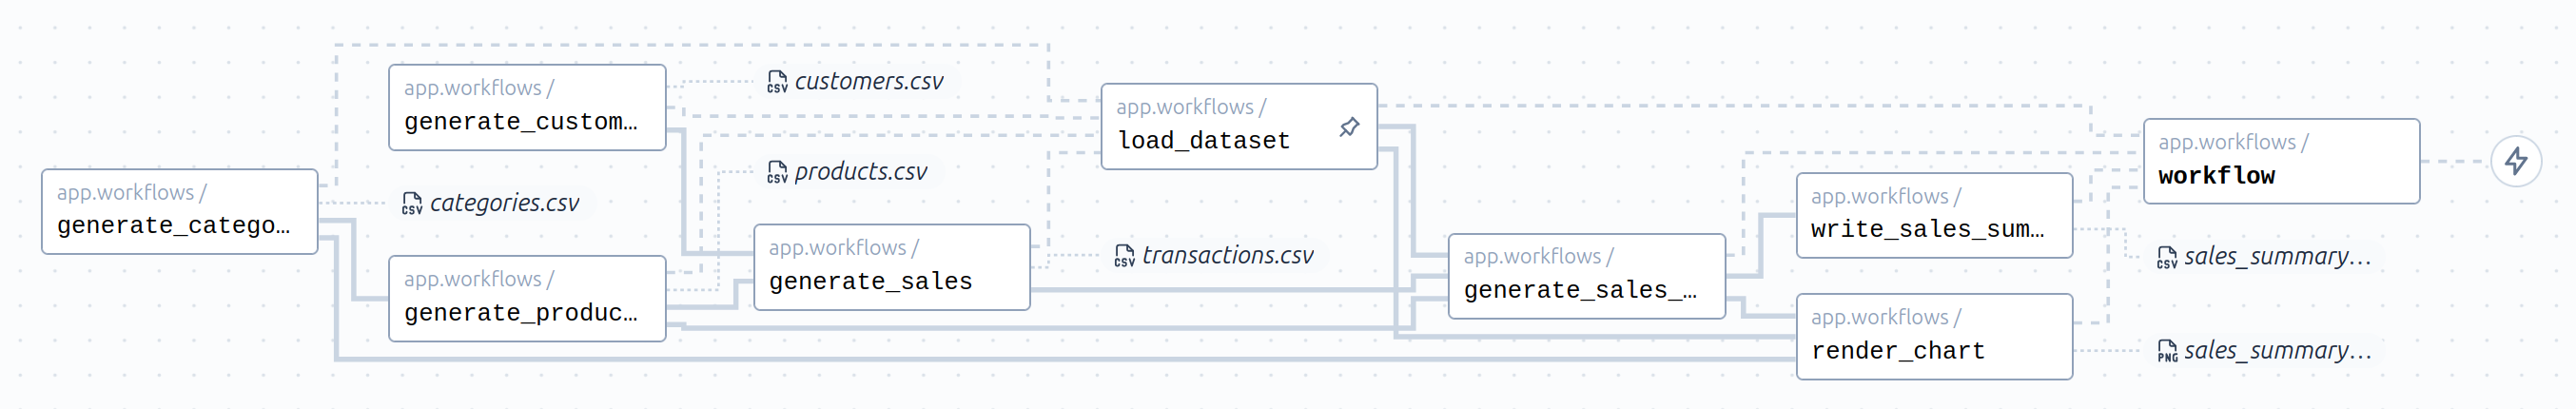 app.workflows /
generate_catego…
categories.csv
app.workflows /
generate_custom…
customers.csv
app.workflows /
generate_produc…
products.csv
app.workflows /
generate_sales
transactions.csv
app.workflows /
load_dataset
app.workflows /
generate_sales_…
app.workflows /
write_sales_sum…
sales_summary…
app.workflows /
render_chart
sales_summary…
app.workflows /
workflow
CSV
CSV
CSV
CSV
CSV
PNG